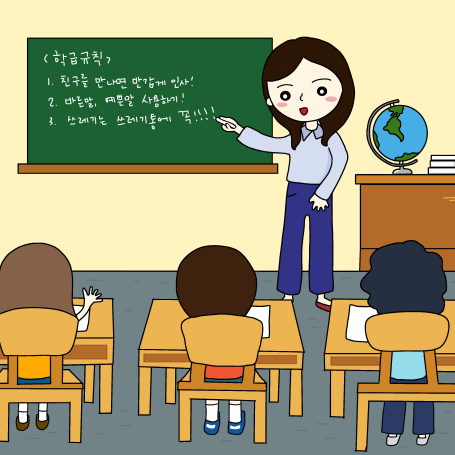 <학급규칙>
1. 친구를 만나면 반갑게 인사!
2. 바른말, 예쁜말 사용하기!
3. 쓰레기는 쓰레기통에 꼭!!!!